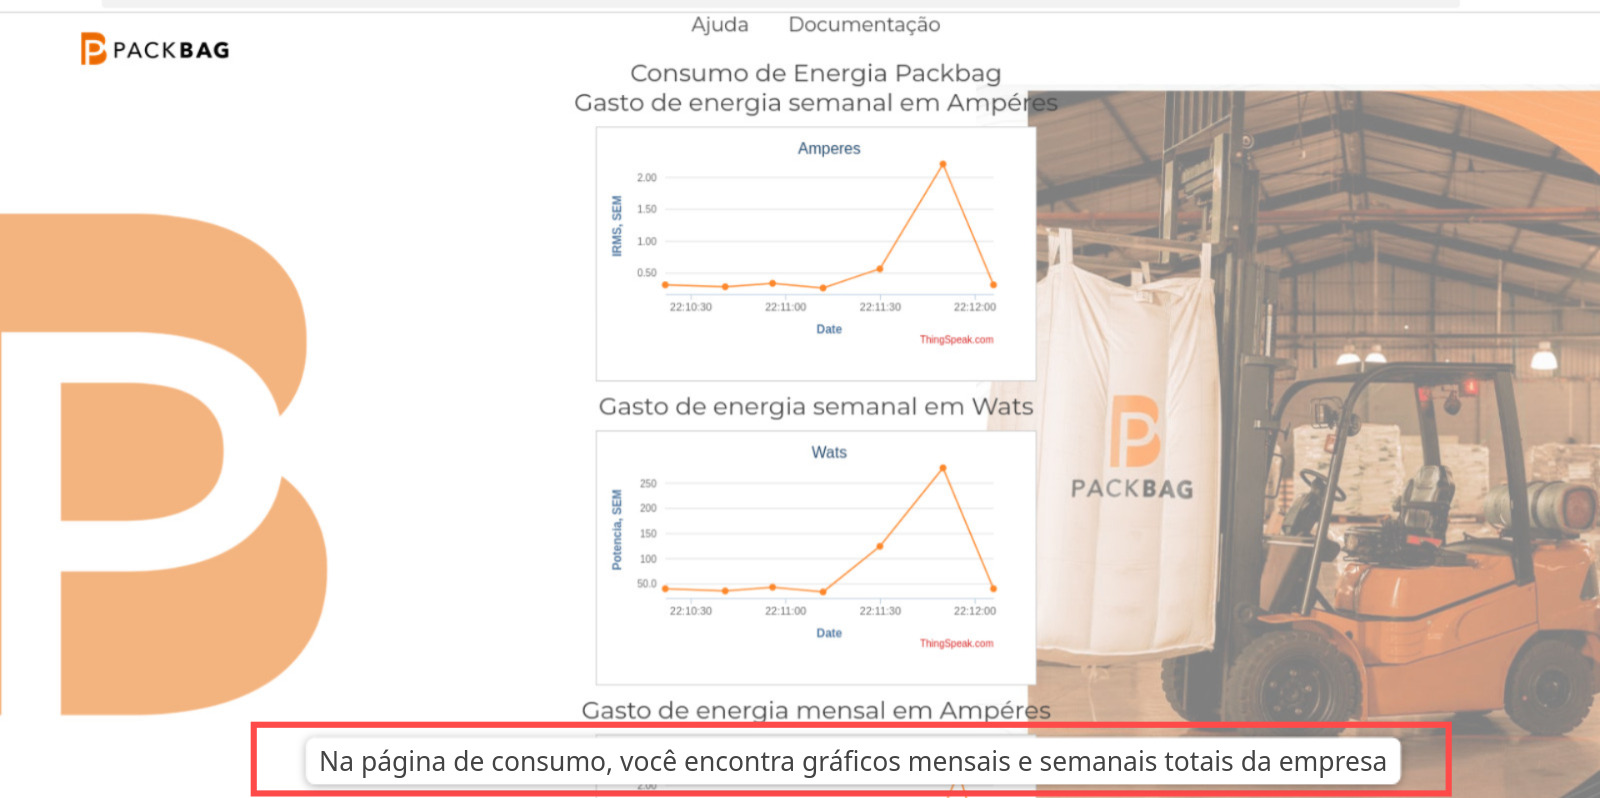 Ajuda Documentação
PACKBAG
Consumo de Energia Packbag
Gasto de energia semanal em Ampéres
Amperes
IRMS, SEM
2.00
1.50
1.00
0.50
22:10:30 22:11:00 22:11:30 22:12:00
Date
ThingSpeak.com
Gasto de energia semanal em Wats
Wats
Potencia, SEM
250
200
150
100
50.0
22:10:30 22:11:00 22:11:30 22:12:00
Date
ThingSpeak.com
PACKBAG
Gasto de energia mensal em Ampéres
Na página de consumo, você encontra gráficos mensais e semanais totais da empresa
2.00